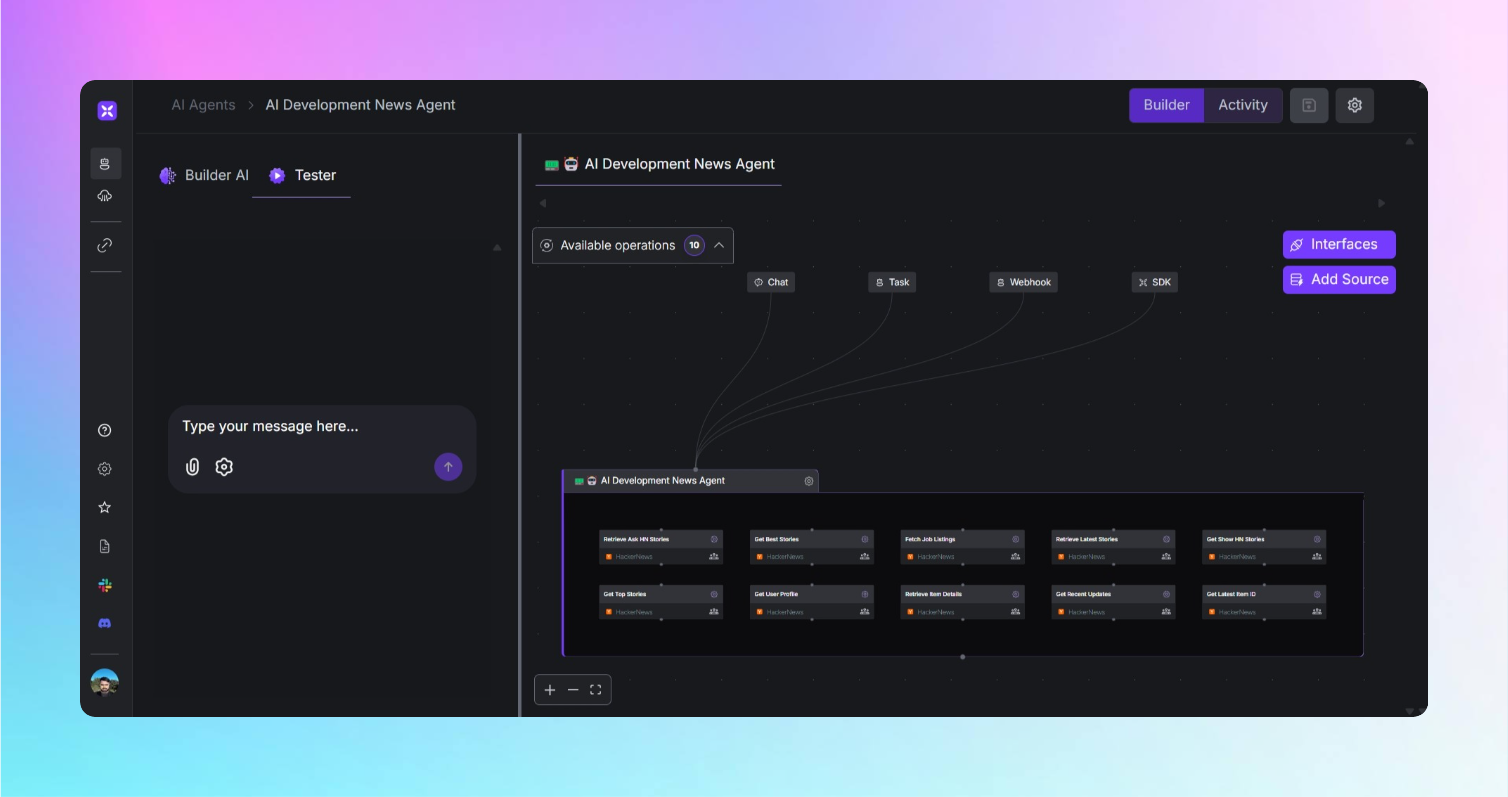 AI Agents > AI Development News Agent
Builder
Activity
Builder AI
Tester
Type your message here...
AI Development News Agent
Available operations 10
Interfaces
Add Source
Chat
Task
Webhook
SDK
AI Development News Agent
Retrieve Ask HN Stories
HackerNews
Get Best Stories
HackerNews
Fetch Job Listings
HackerNews
Retrieve Latest Stories
HackerNews
Get Show HN Stories
HackerNews
Get Top Stories
HackerNews
Get User Profile
HackerNews
Retrieve Item Details
HackerNews
Get Recent Updates
HackerNews
Get Latest Item ID
HackerNews